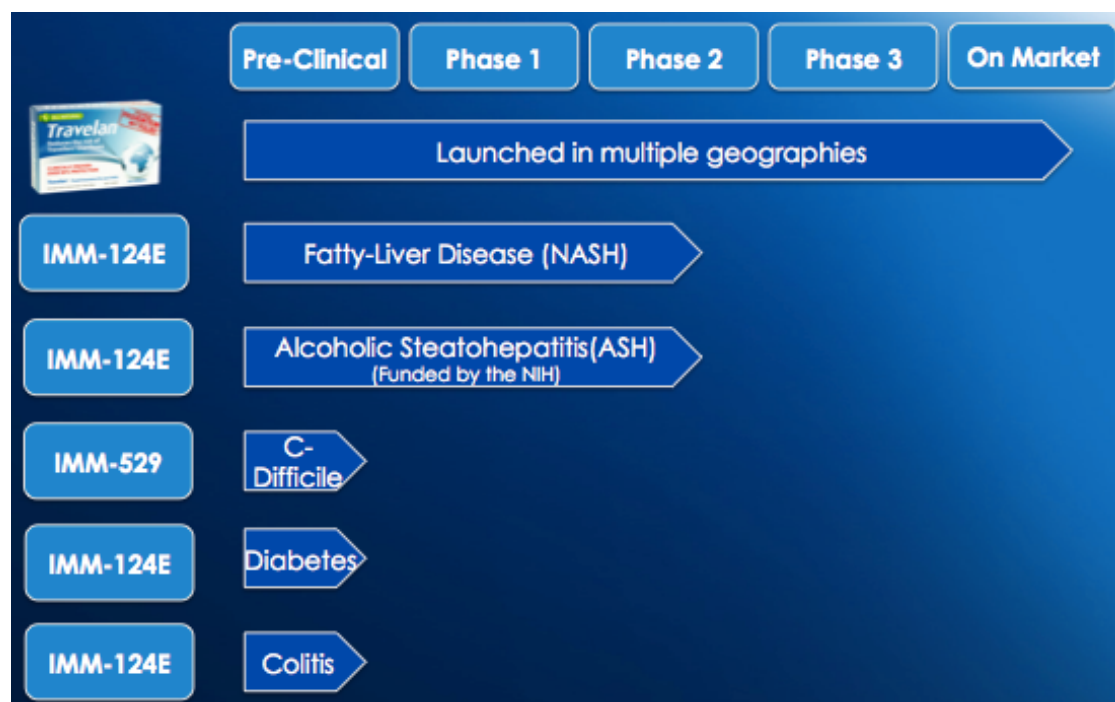 Pre-Clinical
Phase 1
Phase 2
Phase 3
On Market
Travelan
Launched in multiple geographies
IMM-124E
Fatty-Liver Disease (NASH)
IMM-124E
Alcoholic Steatohepatitis(ASH)
(Funded by the NIH)
IMM-529
C-
Difficile
IMM-124E
Diabetes
IMM-124E
Colitis